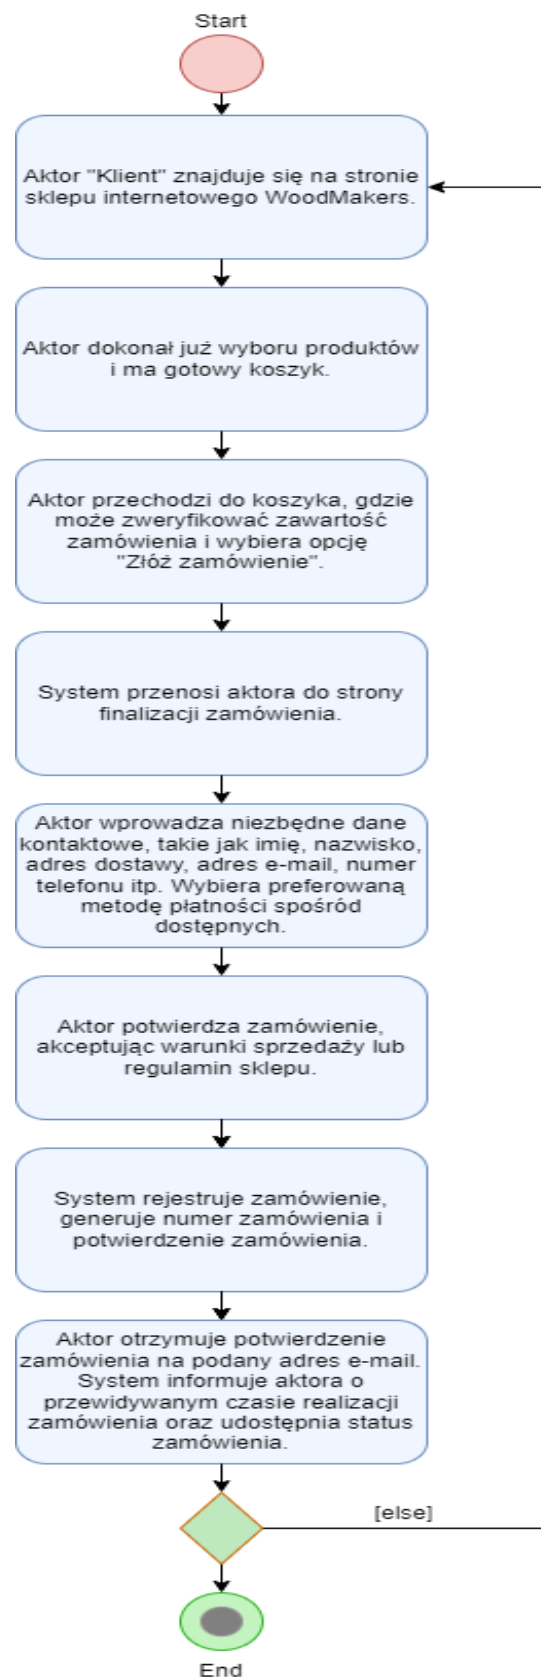 Start
Aktor "Klient" znajduje się na stronie
sklepu internetowego WoodMakers.
Aktor dokonał już wyboru produktów
i ma gotowy koszyk.
Aktor przechodzi do koszyka, gdzie
może zweryfikować zawartość
zamówienia i wybiera opcję
"Złóż zamówienie".
System przenosi aktora do strony
finalizacji zamówienia.
Aktor wprowadza niezbędne dane
kontaktowe, takie jak imię, nazwisko,
adres dostawy, adres e-mail, numer
telefonu itp. Wybiera preferowaną
metodę płatności spośród
dostępnych.
Aktor potwierdza zamówienie,
akceptując warunki sprzedaży lub
regulamin sklepu.
System rejestruje zamówienie,
generuje numer zamówienia i
potwierdzenie zamówienia.
Aktor otrzymuje potwierdzenie
zamówienia na podany adres e-mail.
System informuje aktora o
przewidywanym czasie realizacji
zamówienia oraz udostępnia status
zamówienia.
[else]
End